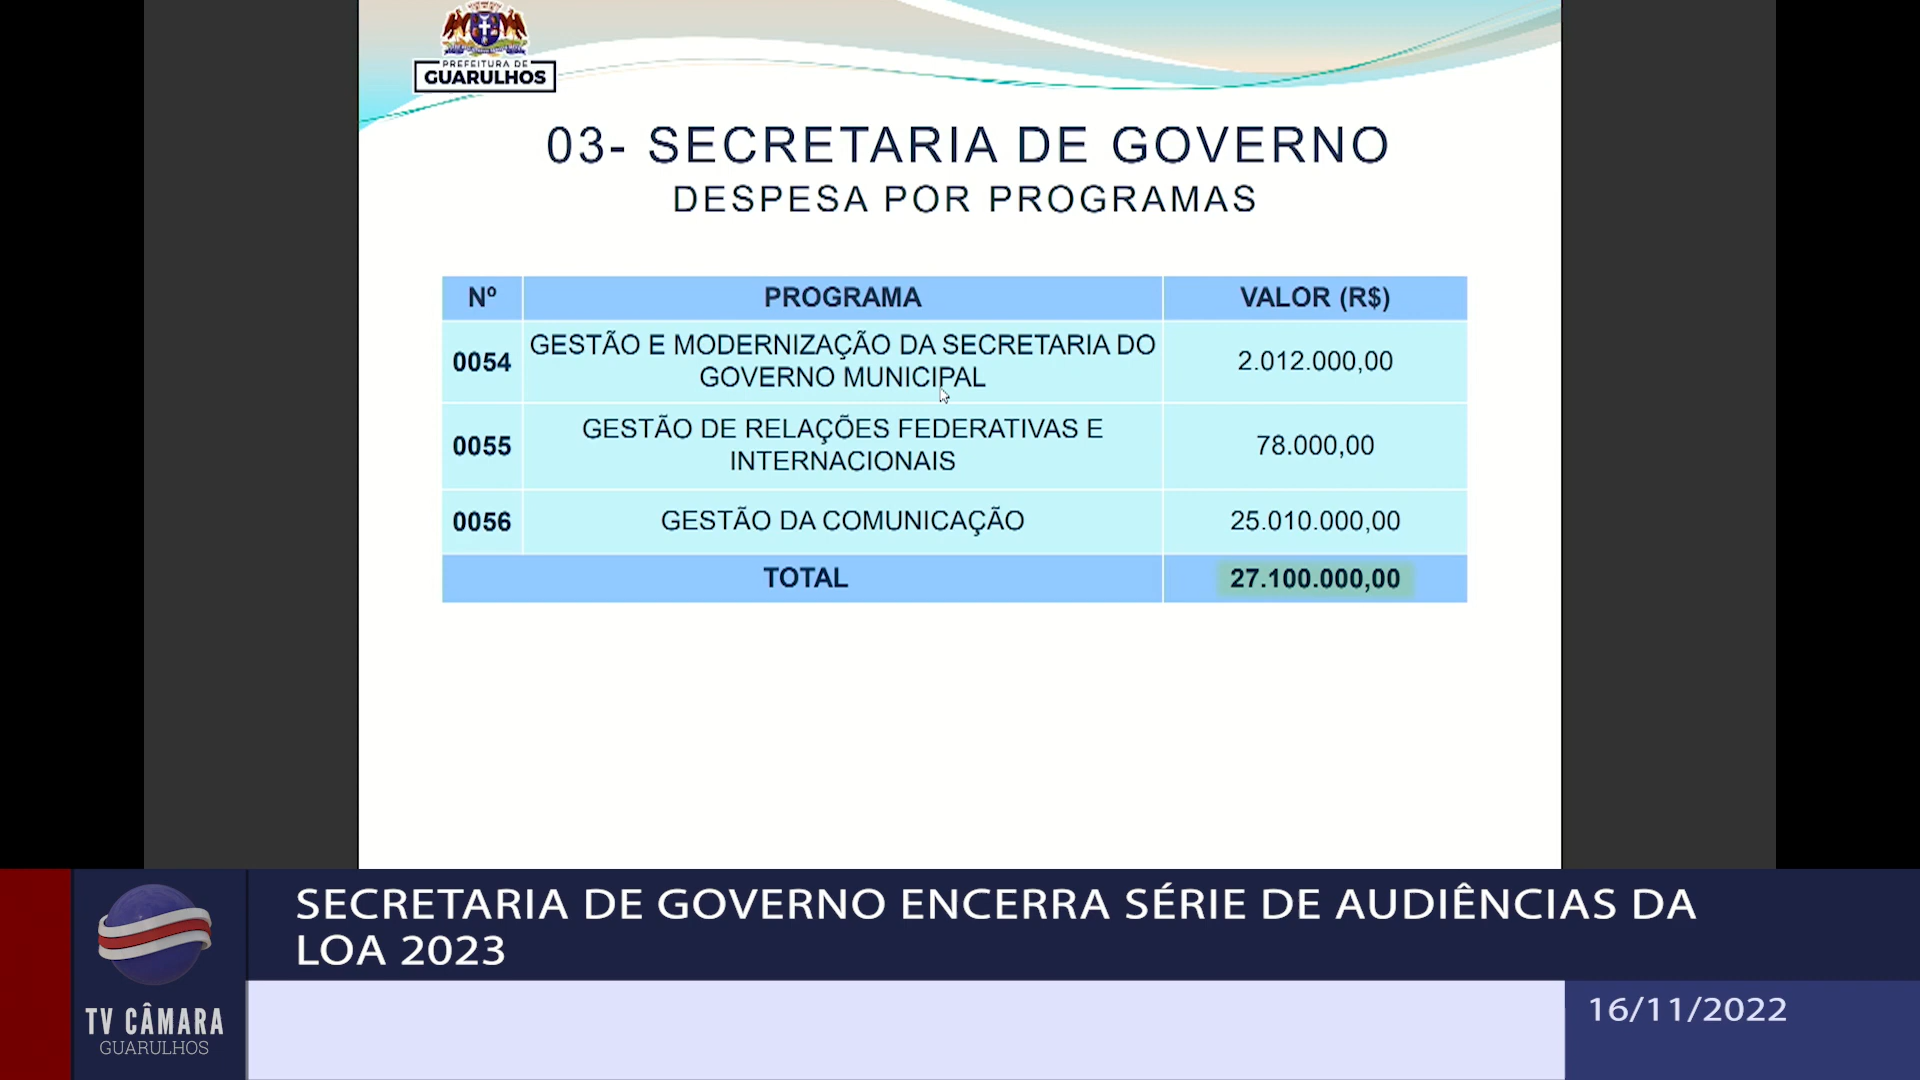 PREFEITURA DE
GUARULHOS
03- SECRETARIA DE GOVERNO
DESPESA POR PROGRAMAS
Nº PROGRAMA VALOR (R$)
0054 GESTÃO E MODERNIZAÇÃO DA SECRETARIA DO GOVERNO MUNICIPAL 2.012.000,00
0055 GESTÃO DE RELAÇÕES FEDERATIVAS E INTERNACIONAIS 78.000,00
0056 GESTÃO DA COMUNICAÇÃO 25.010.000,00
TOTAL 27.100.000,00
SECRETARIA DE GOVERNO ENCERRA SÉRIE DE AUDIÊNCIAS DA
LOA 2023
TV CÂMARA
GUARULHOS
16/11/2022